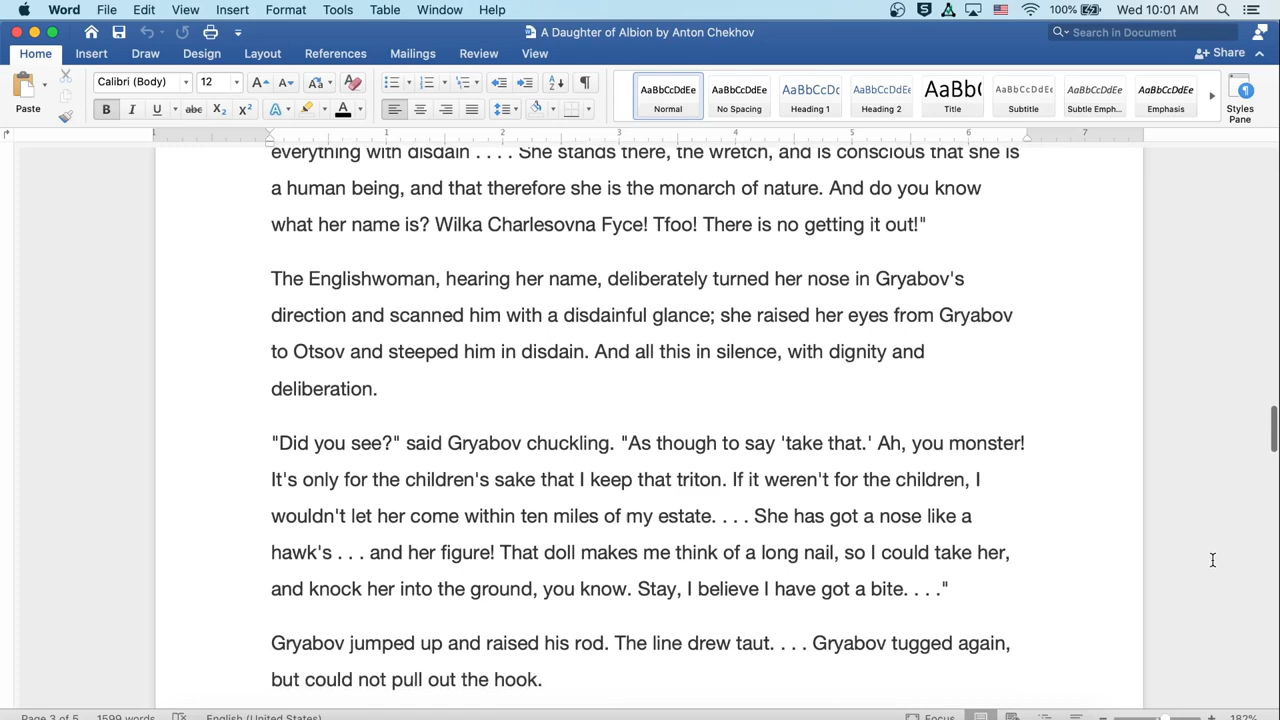 Word File Edit View Insert Format Tools Table Window Help 100% Wed 10:01 AM
A Daughter of Albion by Anton Chekhov Search in Document
Home Insert Draw Design Layout References Mailings Review View Share
Paste Calibri (Body) 12 B I U abc X₂ X² A
AaBbCcDdEe AaBbCcDdEe AaBbCcDc AaBbCcDdEe AaBbC AaBbCcDdEe AaBbCcDdEe AaBbCcDdEe
Normal No Spacing Heading 1 Heading 2 Title Subtitle Subtle Emph... Emphasis Styles Pane
1 1 2 3 4 5 6 7
everything with disdain . . . . She stands there, the wretch, and is conscious that she is
a human being, and that therefore she is the monarch of nature. And do you know
what her name is? Wilka Charlesovna Fyce! Tfoo! There is no getting it out!"
The Englishwoman, hearing her name, deliberately turned her nose in Gryabov's
direction and scanned him with a disdainful glance; she raised her eyes from Gryabov
to Otsov and steeped him in disdain. And all this in silence, with dignity and
deliberation.
"Did you see?" said Gryabov chuckling. "As though to say 'take that.' Ah, you monster!
It's only for the children's sake that I keep that triton. If it weren't for the children, I
wouldn't let her come within ten miles of my estate. . . . She has got a nose like a
hawk's . . . and her figure! That doll makes me think of a long nail, so I could take her,
and knock her into the ground, you know. Stay, I believe I have got a bite. . . ."
Gryabov jumped up and raised his rod. The line drew taut. . . . Gryabov tugged again,
but could not pull out the hook.
Page 3 of 5 1599 words English (United States) Focus 182%